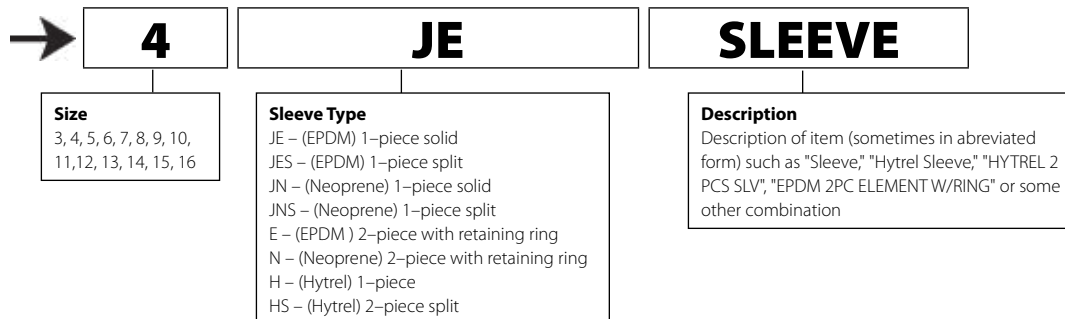 4 JE SLEEVE
Size
3, 4, 5, 6, 7, 8, 9, 10,
11,12, 13, 14, 15, 16
Sleeve Type
JE – (EPDM) 1–piece solid
JES – (EPDM) 1–piece split
JN – (Neoprene) 1–piece solid
JNS – (Neoprene) 1–piece split
E – (EPDM ) 2–piece with retaining ring
N – (Neoprene) 2–piece with retaining ring
H – (Hytrel) 1–piece
HS – (Hytrel) 2–piece split
Description
Description of item (sometimes in abreviated
form) such as "Sleeve," "Hytrel Sleeve," "HYTREL 2
PCS SLV", "EPDM 2PC ELEMENT W/RING" or some
other combination